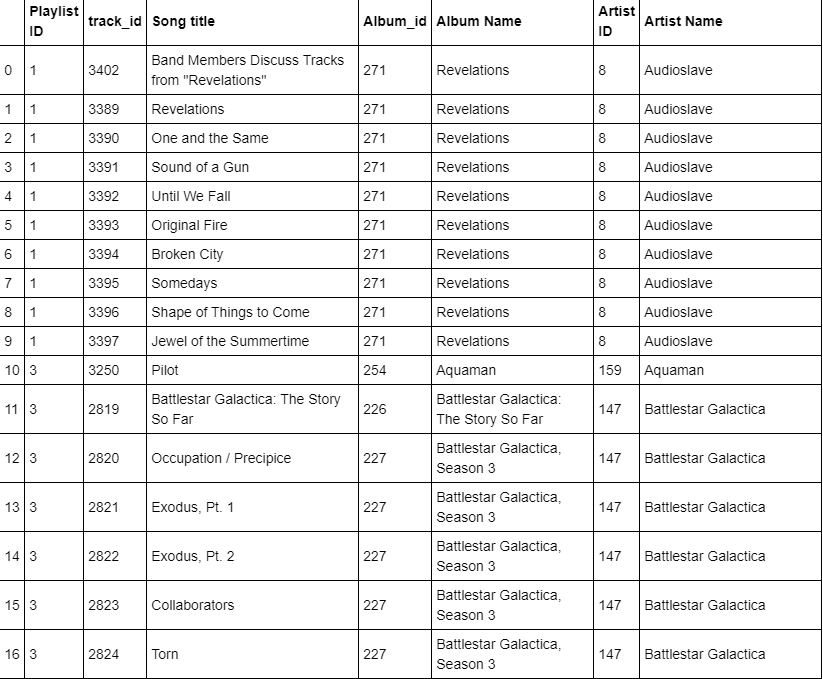 Playlist ID track_id Song title Album_id Album Name Artist ID Artist Name
0 1 3402 Band Members Discuss Tracks from "Revelations" 271 Revelations 8 Audioslave
1 1 3389 Revelations 271 Revelations 8 Audioslave
2 1 3390 One and the Same 271 Revelations 8 Audioslave
3 1 3391 Sound of a Gun 271 Revelations 8 Audioslave
4 1 3392 Until We Fall 271 Revelations 8 Audioslave
5 1 3393 Original Fire 271 Revelations 8 Audioslave
6 1 3394 Broken City 271 Revelations 8 Audioslave
7 1 3395 Somedays 271 Revelations 8 Audioslave
8 1 3396 Shape of Things to Come 271 Revelations 8 Audioslave
9 1 3397 Jewel of the Summertime 271 Revelations 8 Audioslave
10 3 3250 Pilot 254 Aquaman 159 Aquaman
11 3 2819 Battlestar Galactica: The Story So Far 226 Battlestar Galactica: The Story So Far 147 Battlestar Galactica
12 3 2820 Occupation / Precipice 227 Battlestar Galactica, Season 3 147 Battlestar Galactica
13 3 2821 Exodus, Pt. 1 227 Battlestar Galactica, Season 3 147 Battlestar Galactica
14 3 2822 Exodus, Pt. 2 227 Battlestar Galactica, Season 3 147 Battlestar Galactica
15 3 2823 Collaborators 227 Battlestar Galactica, Season 3 147 Battlestar Galactica
16 3 2824 Torn 227 Battlestar Galactica, Season 3 147 Battlestar Galactica